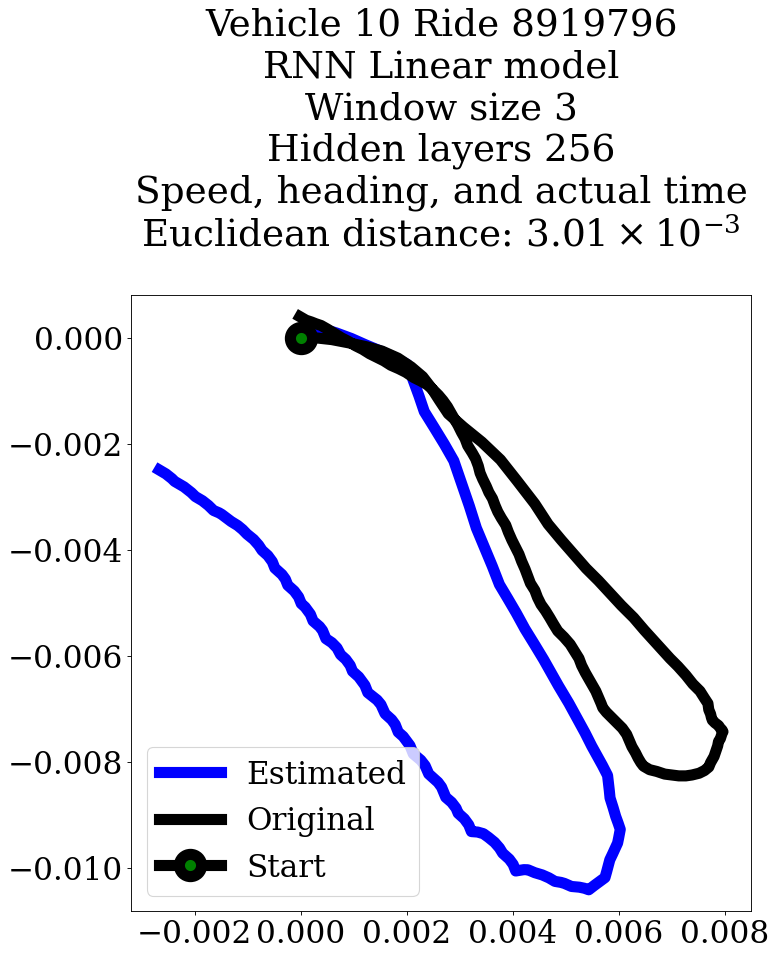 Vehicle 10 Ride 8919796
RNN Linear model
Window size 3
Hidden layers 256
Speed, heading, and actual time
Euclidean distance: 3.01 × 10⁻³
0.000
−0.002
−0.004
−0.006
−0.008
−0.010
Estimated
Original
Start
−0.002 0.000 0.002 0.004 0.006 0.008